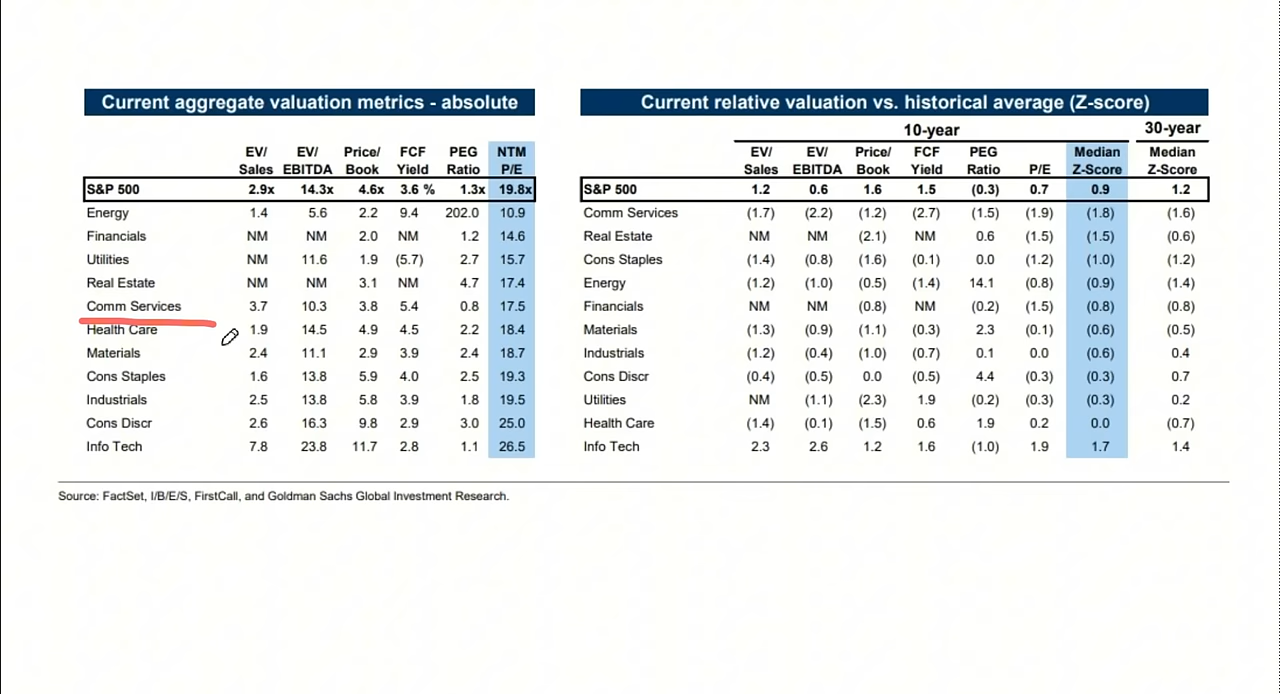 Current aggregate valuation metrics - absolute
EV/ EV/ Price/ FCF PEG NTM
Sales EBITDA Book Yield Ratio P/E
S&P 500 2.9x 14.3x 4.6x 3.6 % 1.3x 19.8x
Energy 1.4 5.6 2.2 9.4 202.0 10.9
Financials NM NM 2.0 NM 1.2 14.6
Utilities NM 11.6 1.9 (5.7) 2.7 15.7
Real Estate NM NM 3.1 NM 4.7 17.4
Comm Services 3.7 10.3 3.8 5.4 0.8 17.5
Health Care 1.9 14.5 4.9 4.5 2.2 18.4
Materials 2.4 11.1 2.9 3.9 2.4 18.7
Cons Staples 1.6 13.8 5.9 4.0 2.5 19.3
Industrials 2.5 13.8 5.8 3.9 1.8 19.5
Cons Discr 2.6 16.3 9.8 2.9 3.0 25.0
Info Tech 7.8 23.8 11.7 2.8 1.1 26.5
Current relative valuation vs. historical average (Z-score)
10-year 30-year
EV/ EV/ Price/ FCF PEG Median Median
Sales EBITDA Book Yield Ratio P/E Z-Score Z-Score
S&P 500 1.2 0.6 1.6 1.5 (0.3) 0.7 0.9 1.2
Comm Services (1.7) (2.2) (1.2) (2.7) (1.5) (1.9) (1.8) (1.6)
Real Estate NM NM (2.1) NM 0.6 (1.5) (1.5) (0.6)
Cons Staples (1.4) (0.8) (1.6) (0.1) 0.0 (1.2) (1.0) (1.2)
Energy (1.2) (1.0) (0.5) (1.4) 14.1 (0.8) (0.9) (1.4)
Financials NM NM (0.8) NM (0.2) (1.5) (0.8) (0.8)
Materials (1.3) (0.9) (1.1) (0.3) 2.3 (0.1) (0.6) (0.5)
Industrials (1.2) (0.4) (1.0) (0.7) 0.1 0.0 (0.6) 0.4
Cons Discr (0.4) (0.5) 0.0 (0.5) 4.4 (0.3) (0.3) 0.7
Utilities NM (1.1) (2.3) 1.9 (0.2) (0.3) (0.3) 0.2
Health Care (1.4) (0.1) (1.5) 0.6 1.9 0.2 0.0 (0.7)
Info Tech 2.3 2.6 1.2 1.6 (1.0) 1.9 1.7 1.4
Source: FactSet, I/B/E/S, FirstCall, and Goldman Sachs Global Investment Research.